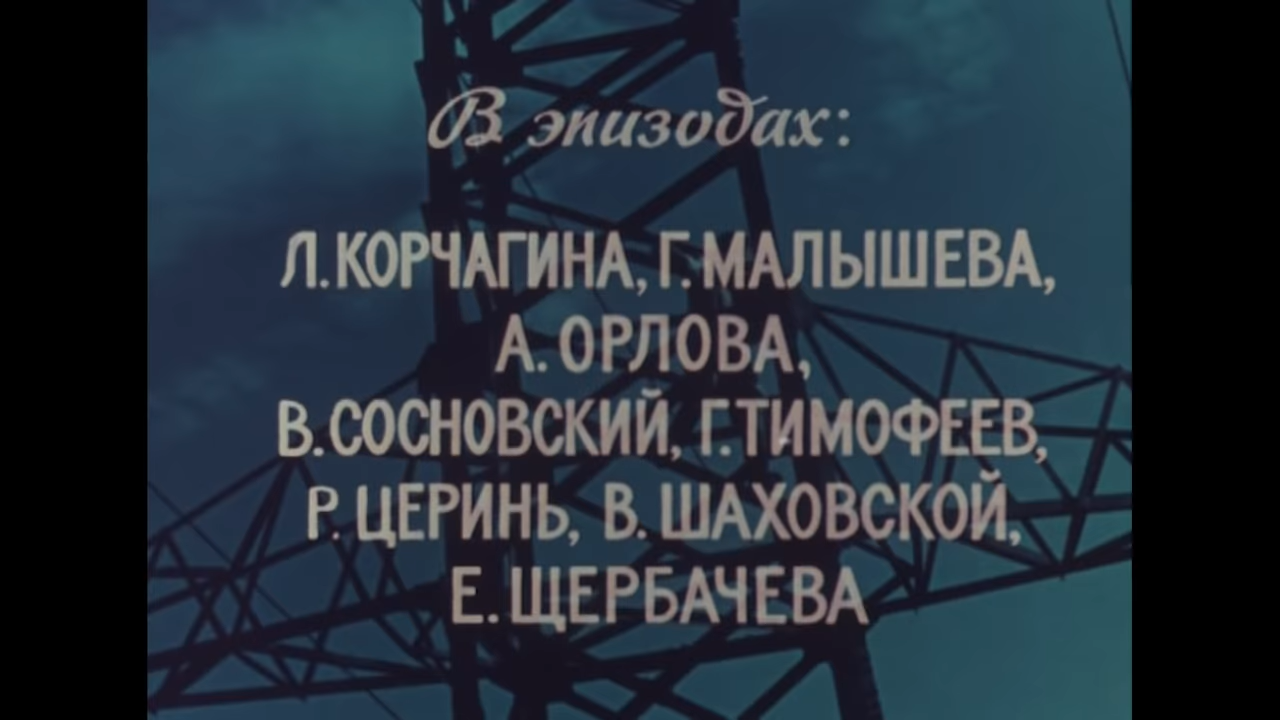 В эпизодах:
Л. КОРЧАГИНА, Г. МАЛЫШЕВА,
А. ОРЛОВА,
В. СОСНОВСКИЙ, Г. ТИМОФЕЕВ,
Р. ЦЕРИНЬ, В. ШАХОВСКОЙ,
Е. ЩЕРБАЧЕВА